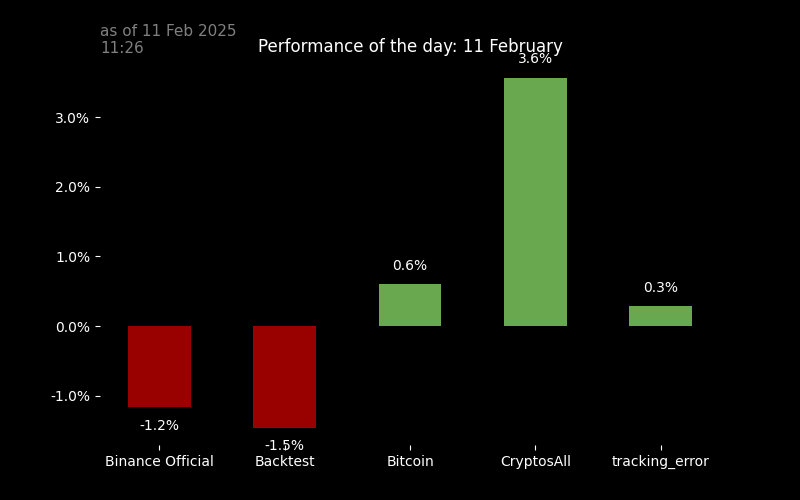 as of 11 Feb 2025
11:26
Performance of the day: 11 February
3.6%
3.0%
2.0%
1.0%
0.6%
0.3%
0.0%
-1.0%
-1.2%
-1.5%
Binance Official
Backtest
Bitcoin
CryptosAll
tracking_error